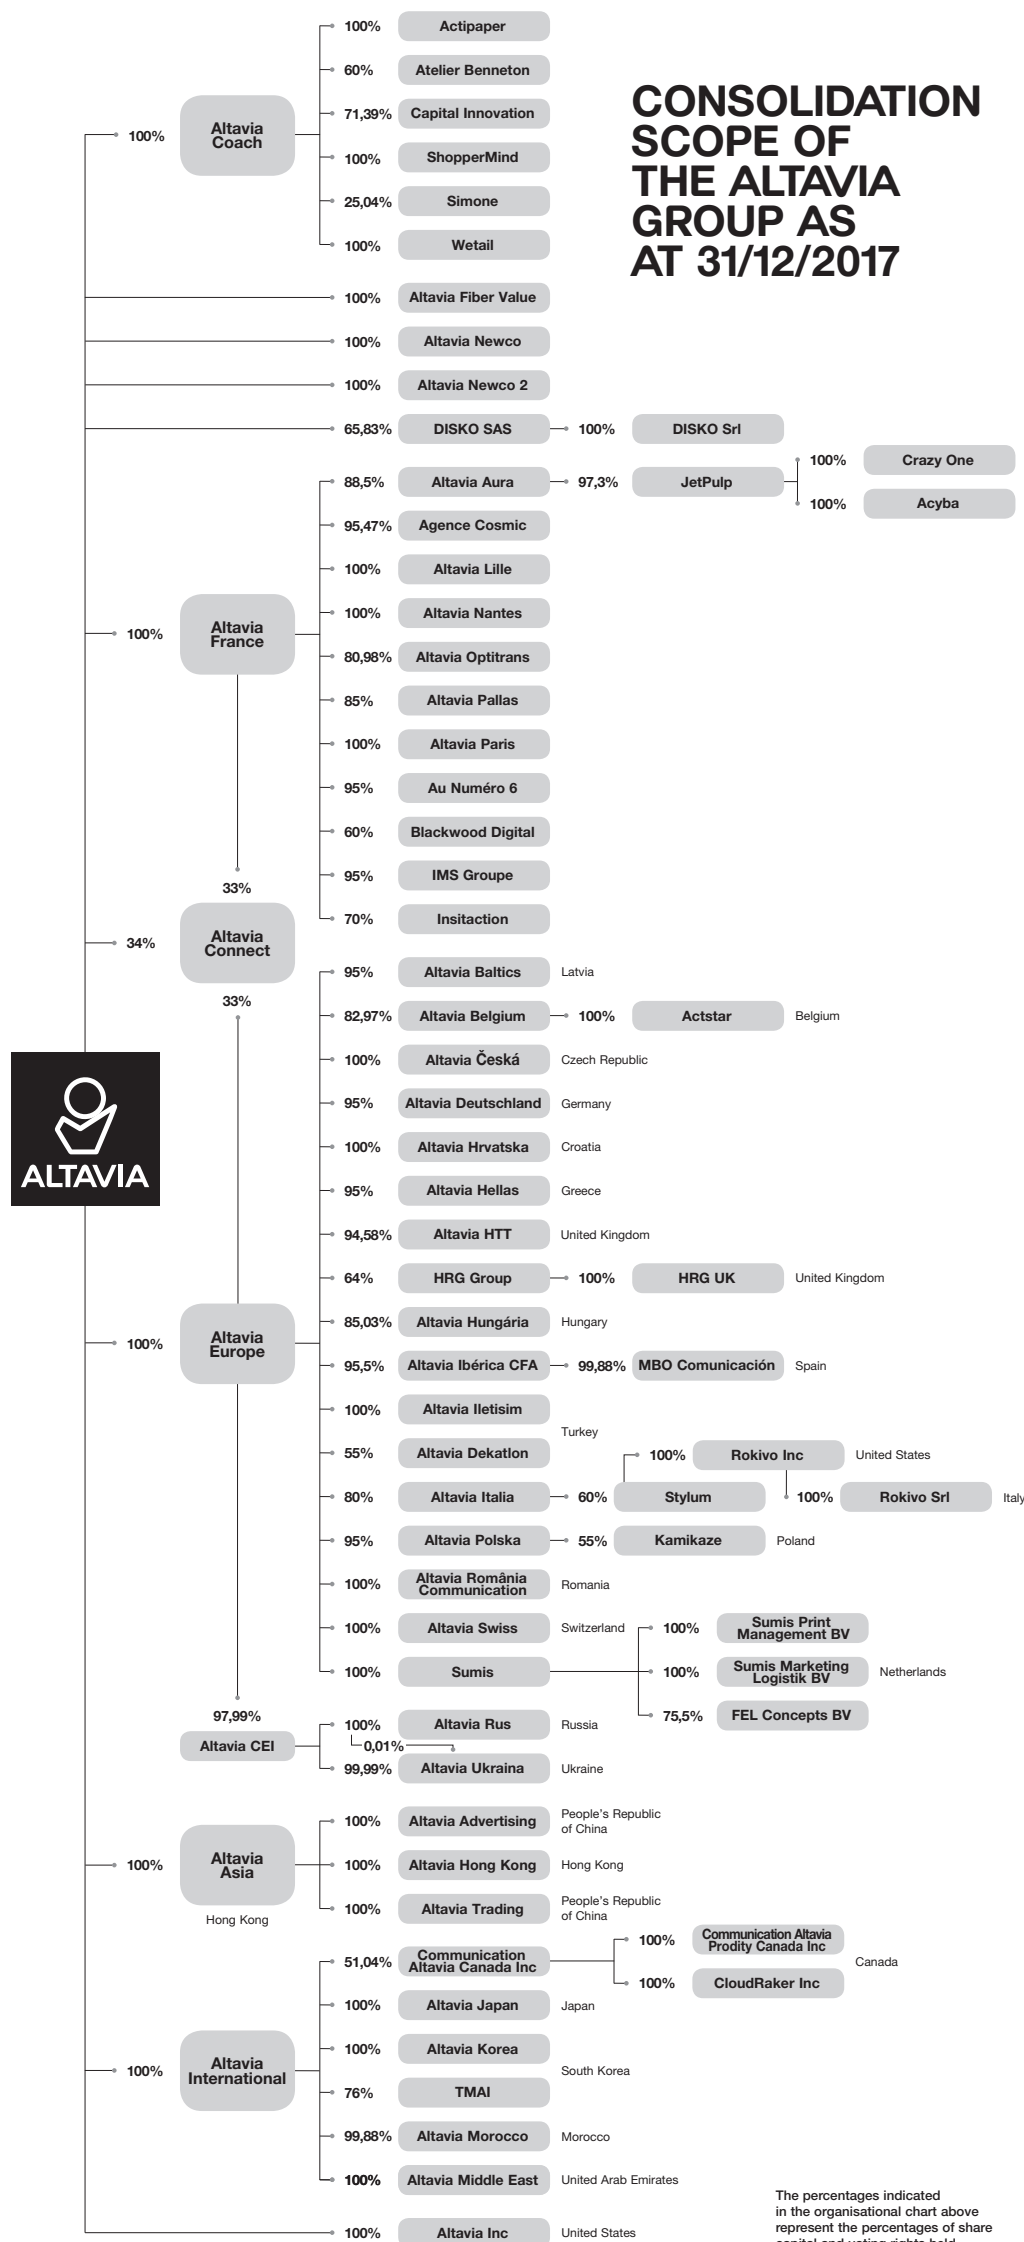 CONSOLIDATION
SCOPE OF
THE ALTAVIA
GROUP AS
AT 31/12/2017
100%
Altavia
Coach
100% Actipaper
60% Atelier Benneton
71,39% Capital Innovation
100% ShopperMind
25,04% Simone
100% Wetail
100% Altavia Fiber Value
100% Altavia Newco
100% Altavia Newco 2
65,83% DISKO SAS 100% DISKO Srl
100%
Altavia
France
88,5% Altavia Aura 97,3% JetPulp
100% Crazy One
100% Acyba
95,47% Agence Cosmic
100% Altavia Lille
100% Altavia Nantes
80,98% Altavia Optitrans
85% Altavia Pallas
100% Altavia Paris
95% Au Numéro 6
60% Blackwood Digital
95% IMS Groupe
70% Insitaction
33%
34%
Altavia
Connect
33%
ALTAVIA
100%
Altavia
Europe
95% Altavia Baltics Latvia
82,97% Altavia Belgium 100% Actstar Belgium
100% Altavia Česká Czech Republic
95% Altavia Deutschland Germany
100% Altavia Hrvatska Croatia
95% Altavia Hellas Greece
94,58% Altavia HTT United Kingdom
64% HRG Group 100% HRG UK United Kingdom
85,03% Altavia Hungária Hungary
95,5% Altavia Ibérica CFA 99,88% MBO Comunicación Spain
100% Altavia Iletisim
Turkey
55% Altavia Dekatlon
100% Rokivo Inc United States
80% Altavia Italia 60% Stylum 100% Rokivo Srl Italy
95% Altavia Polska 55% Kamikaze Poland
100% Altavia România
Communication Romania
100% Altavia Swiss Switzerland
100% Sumis
100% Sumis Print
Management BV
100% Sumis Marketing
Logistik BV
Netherlands
75,5% FEL Concepts BV
97,99%
Altavia CEI
100% Altavia Rus Russia
0,01%
99,99% Altavia Ukraina Ukraine
100%
Altavia
Asia
Hong Kong
100% Altavia Advertising People's Republic
of China
100% Altavia Hong Kong Hong Kong
100% Altavia Trading People's Republic
of China
100%
Altavia
International
51,04% Communication
Altavia Canada Inc
100% Communication Altavia
Prodity Canada Inc
Canada
100% CloudRaker Inc
100% Altavia Japan Japan
100% Altavia Korea
South Korea
76% TMAI
99,88% Altavia Morocco Morocco
100% Altavia Middle East United Arab Emirates
100% Altavia Inc United States
The percentages indicated
in the organisational chart above
represent the percentages of share
capital and voting rights held